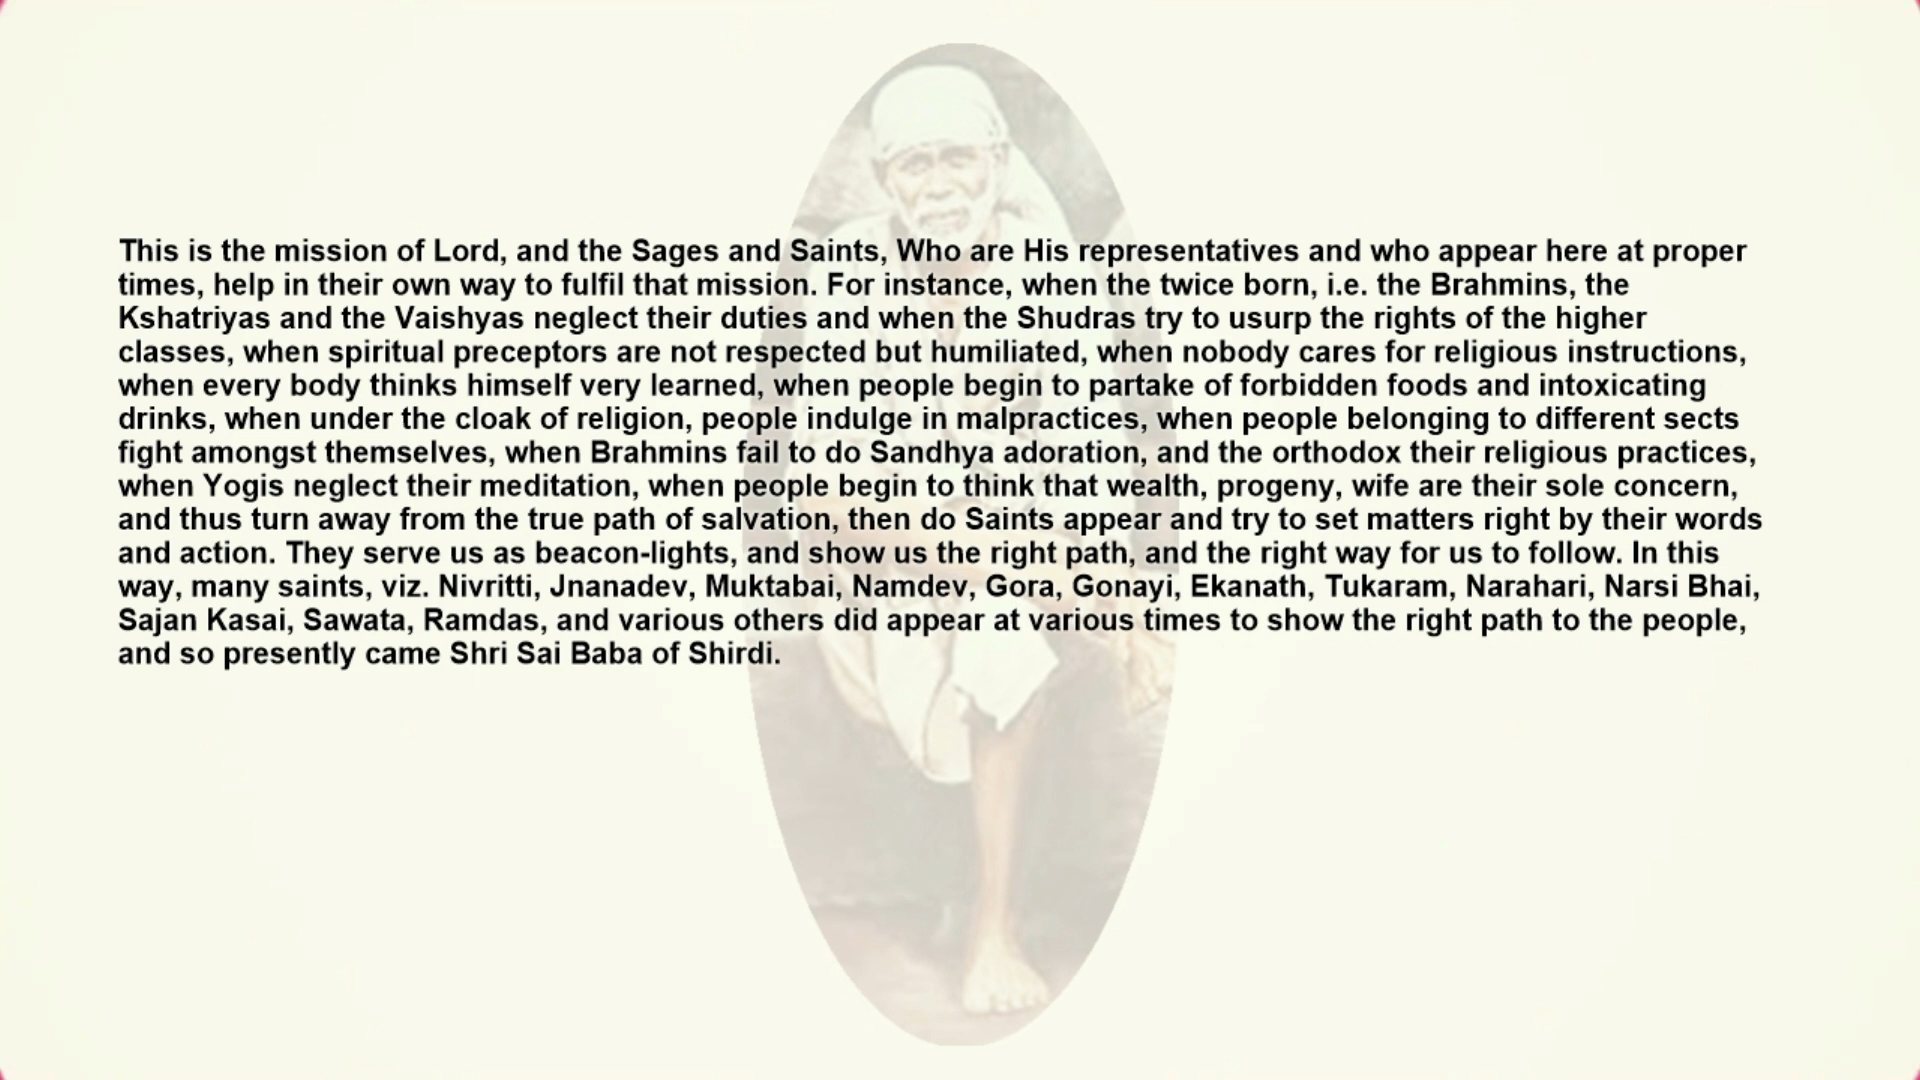 This is the mission of Lord, and the Sages and Saints, Who are His representatives and who appear here at proper
times, help in their own way to fulfil that mission. For instance, when the twice born, i.e. the Brahmins, the
Kshatriyas and the Vaishyas neglect their duties and when the Shudras try to usurp the rights of the higher
classes, when spiritual preceptors are not respected but humiliated, when nobody cares for religious instructions,
when every body thinks himself very learned, when people begin to partake of forbidden foods and intoxicating
drinks, when under the cloak of religion, people indulge in malpractices, when people belonging to different sects
fight amongst themselves, when Brahmins fail to do Sandhya adoration, and the orthodox their religious practices,
when Yogis neglect their meditation, when people begin to think that wealth, progeny, wife are their sole concern,
and thus turn away from the true path of salvation, then do Saints appear and try to set matters right by their words
and action. They serve us as beacon-lights, and show us the right path, and the right way for us to follow. In this
way, many saints, viz. Nivritti, Jnanadev, Muktabai, Namdev, Gora, Gonayi, Ekanath, Tukaram, Narahari, Narsi Bhai,
Sajan Kasai, Sawata, Ramdas, and various others did appear at various times to show the right path to the people,
and so presently came Shri Sai Baba of Shirdi.